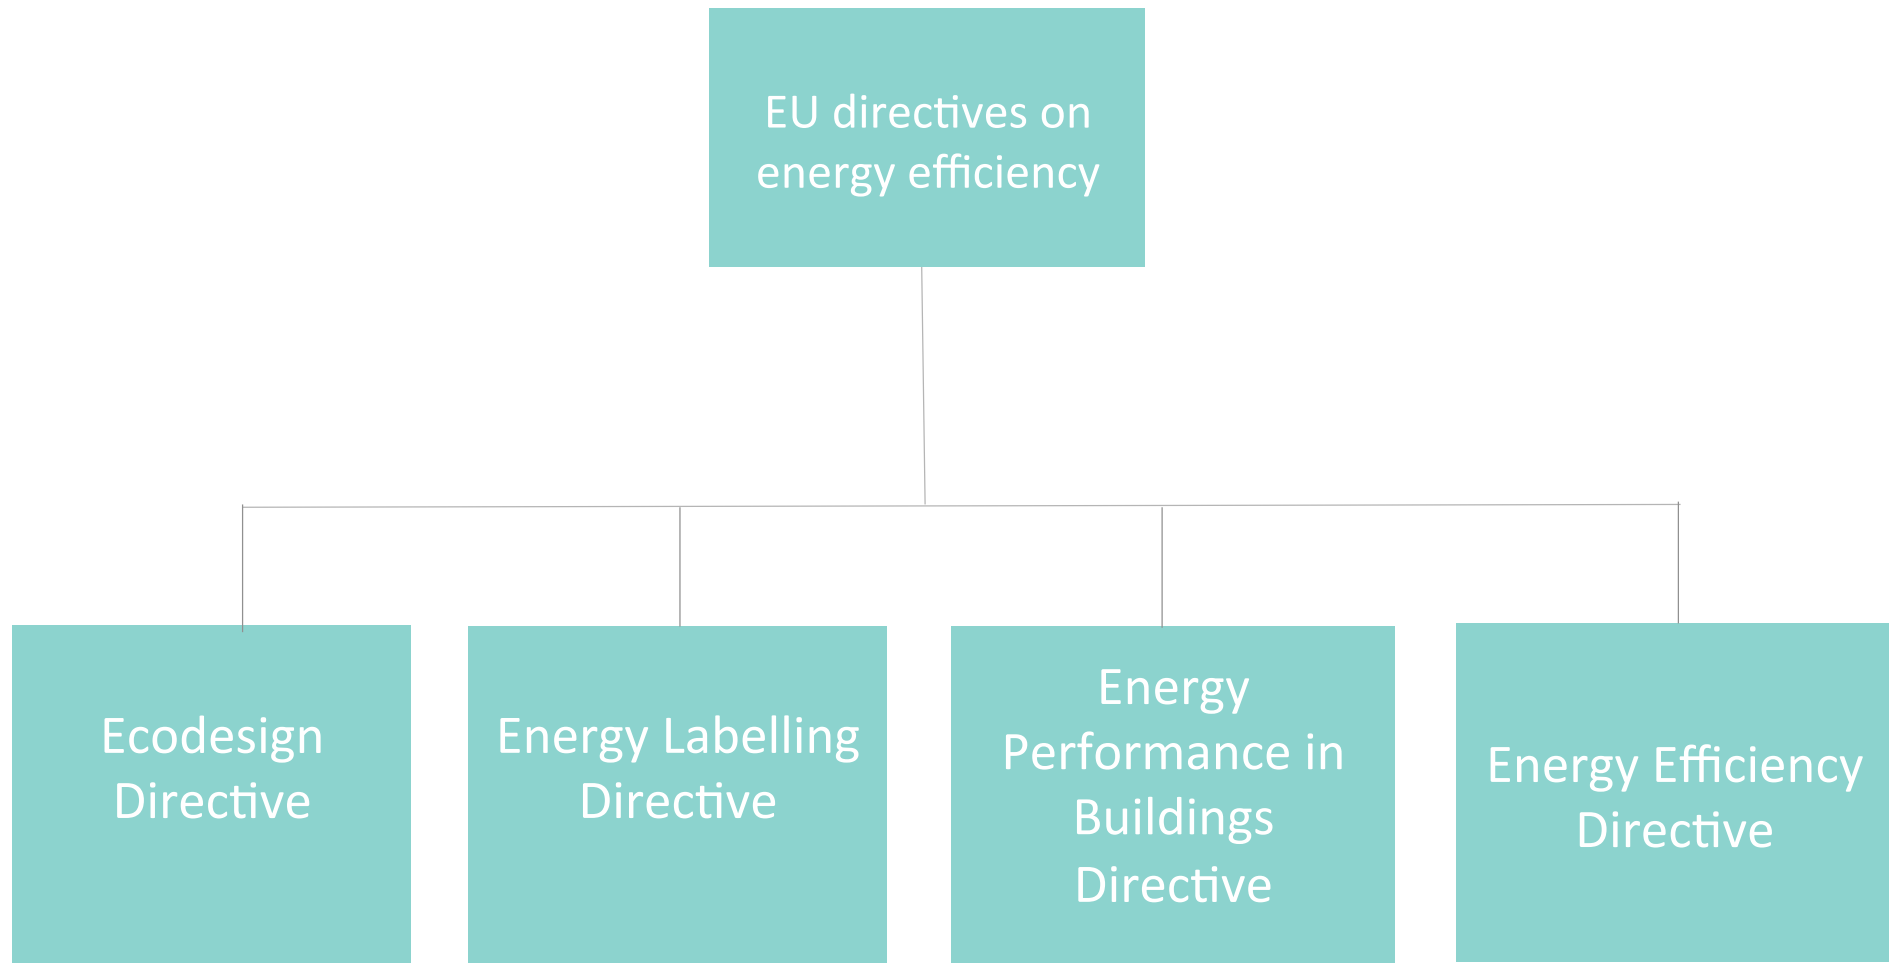 EU directives on
energy efficiency
Ecodesign
Directive
Energy Labelling
Directive
Energy
Performance in
Buildings
Directive
Energy Efficiency
Directive